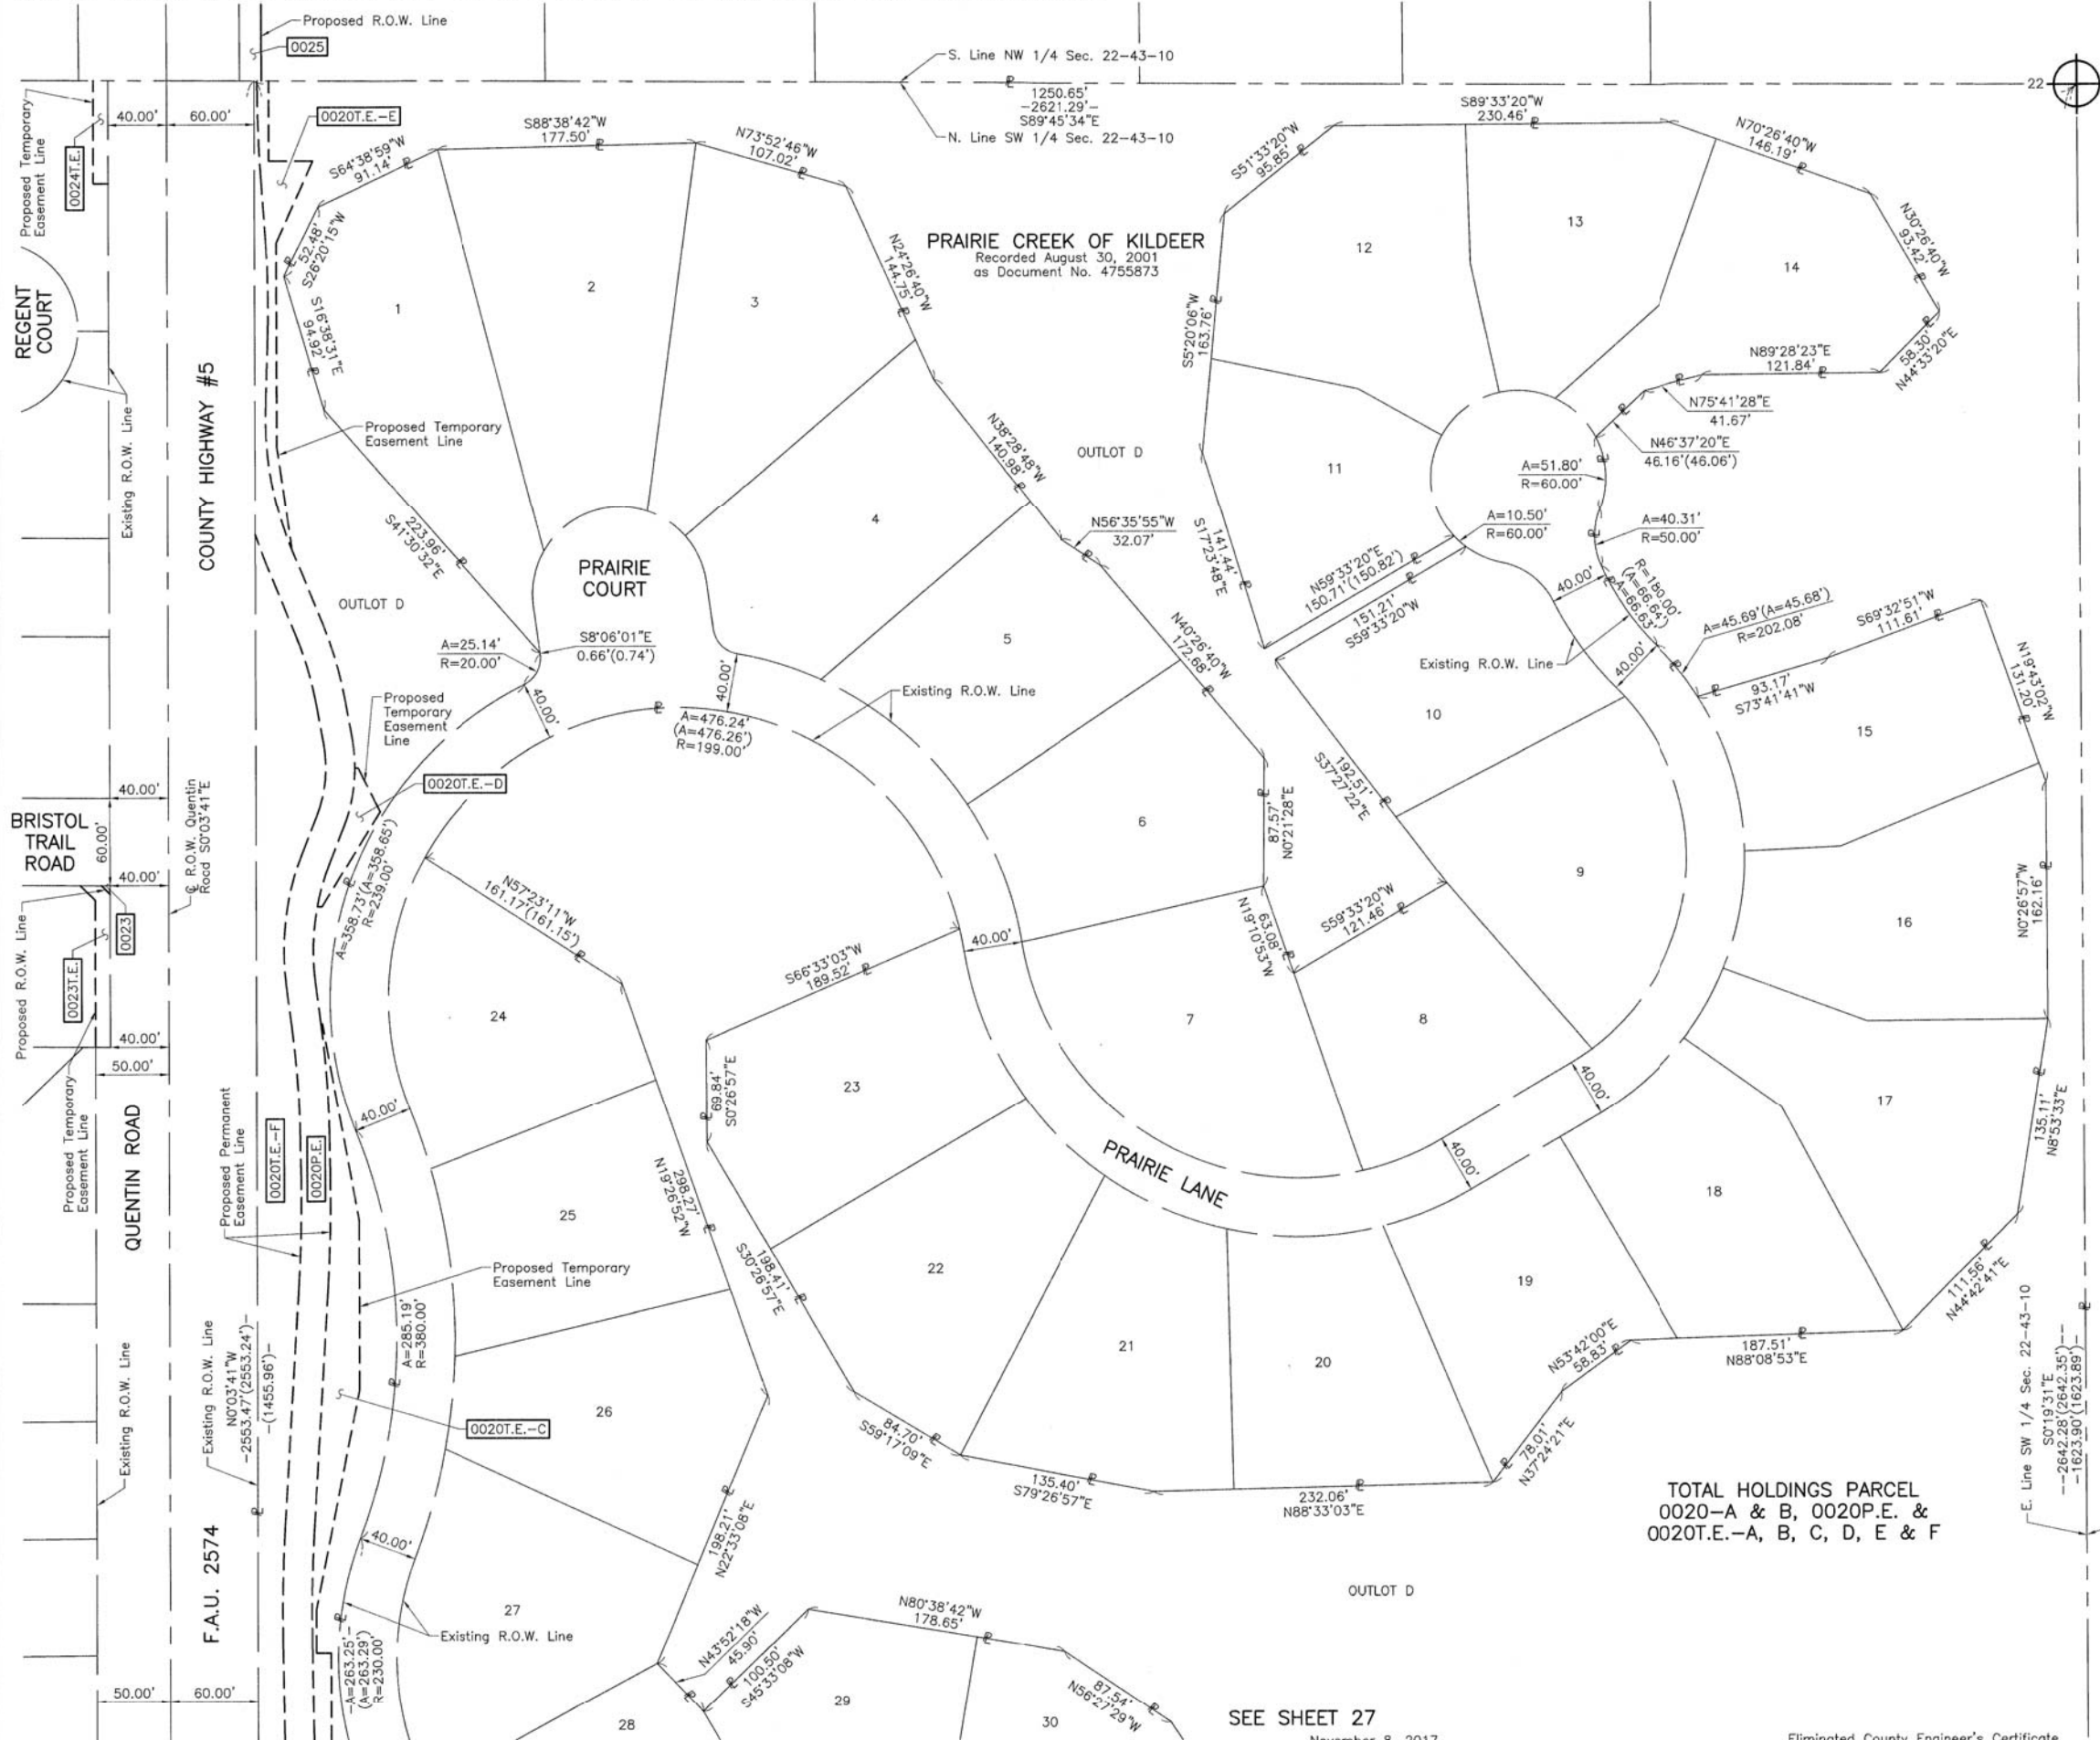 Proposed R.O.W. Line
0025
S. Line NW 1/4 Sec. 22-43-10
1250.65'
-2621.29'-
S89°45'34"E
N. Line SW 1/4 Sec. 22-43-10
22
Proposed Temporary
Easement Line
0024T.E.
40.00'
60.00'
0020T.E.-E
S64°38'59"W
91.14'
S88°38'42"W
177.50'
N73°52'46"W
107.02'
S51°33'20"W
95.85'
S89°33'20"W
230.46'
N70°26'40"W
146.19'
52.48'
S26°20'15"W
S16°38'31"E
94.92'
1
2
3
N24°26'40"W
144.75'
PRAIRIE CREEK OF KILDEER
Recorded August 30, 2001
as Document No. 4755873
12
13
14
N30°26'40"W
93.42'
S5°20'06"W
163.76'
58.30'
N44°33'20"E
N89°28'23"E
121.84'
N75°41'28"E
41.67'
N46°37'20"E
46.16'(46.06')
REGENT
COURT
Existing R.O.W. Line
COUNTY HIGHWAY #5
Proposed Temporary
Easement Line
N38°28'48"W
140.98'
OUTLOT D
11
A=51.80'
R=60.00'
A=10.50'
R=60.00'
A=40.31'
R=50.00'
223.96'
S41°30'32"E
4
N56°35'55"W
32.07'
141.44'
S17°23'48"E
N59°33'20"E
150.71'(150.82')
151.21'
S59°33'20"W
PRAIRIE
COURT
OUTLOT D
40.00'
R=180.00'
(A=66.64')
A=66.63'
A=45.69'(A=45.68')
R=202.08'
S69°32'51"W
111.61'
A=25.14'
R=20.00'
S8°06'01"E
0.66'(0.74')
5
N40°26'40"W
172.68'
Existing R.O.W. Line
40.00'
93.17'
S73°41'41"W
N19°43'02"W
131.20'
Proposed
Temporary
Easement
Line
40.00'
40.00'
Existing R.O.W. Line
A=476.24'
(A=476.26')
R=199.00'
10
15
0020T.E.-D
40.00'
BRISTOL
TRAIL
ROAD
60.00'
40.00'
℄ R.O.W. Quentin
Road S0°03'41"E
A=358.73'(A=358.65')
R=239.00'
6
87.57'
N0°21'28"E
192.51'
S37°27'22"E
9
Proposed R.O.W. Line
0023
0023T.E.
N57°23'11"W
161.17'(161.15')
S66°33'03"W
189.52'
40.00'
63.08'
N19°10'53"W
S59°33'20"W
121.46'
16
N0°26'57"W
162.16'
40.00'
50.00'
24
7
8
Proposed Temporary
Easement Line
QUENTIN ROAD
Proposed Permanent
Easement Line
0020T.E.-F
0020P.E.
40.00'
69.84'
S0°26'57"E
23
40.00'
17
135.11'
N8°53'33"E
PRAIRIE LANE
40.00'
18
25
298.27'
N19°26'52"W
198.41'
S30°26'57"E
22
Proposed Temporary
Easement Line
19
111.56'
N44°42'41"E
Existing R.O.W. Line
Existing R.O.W. Line
N0°03'41"W
-2553.47'(2553.24')-
-(1455.96')-
A=285.19'
R=380.00'
21
20
N53°42'00"E
58.83'
187.51'
N88°08'53"E
E. Line SW 1/4 Sec. 22-43-10
S0°19'31"E
--2642.28'(2642.35')--
-1623.90'(1623.89')-
26
0020T.E.-C
84.70'
S59°17'09"E
135.40'
S79°26'57"E
232.06'
N88°33'03"E
78.01'
N37°24'21"E
TOTAL HOLDINGS PARCEL
0020-A & B, 0020P.E. &
0020T.E.-A, B, C, D, E & F
F.A.U. 2574
40.00'
198.21'
N22°33'08"E
27
Existing R.O.W. Line
-A=263.25'-
(A=263.29')
R=230.00'
OUTLOT D
N80°38'42"W
178.65'
N43°52'18"W
45.90'
100.50'
S45°33'08"W
50.00'
60.00'
28
29
30
87.54'
N56°27'29"W
SEE SHEET 27
November 8, 2017
Eliminated County Engineer's Certificate